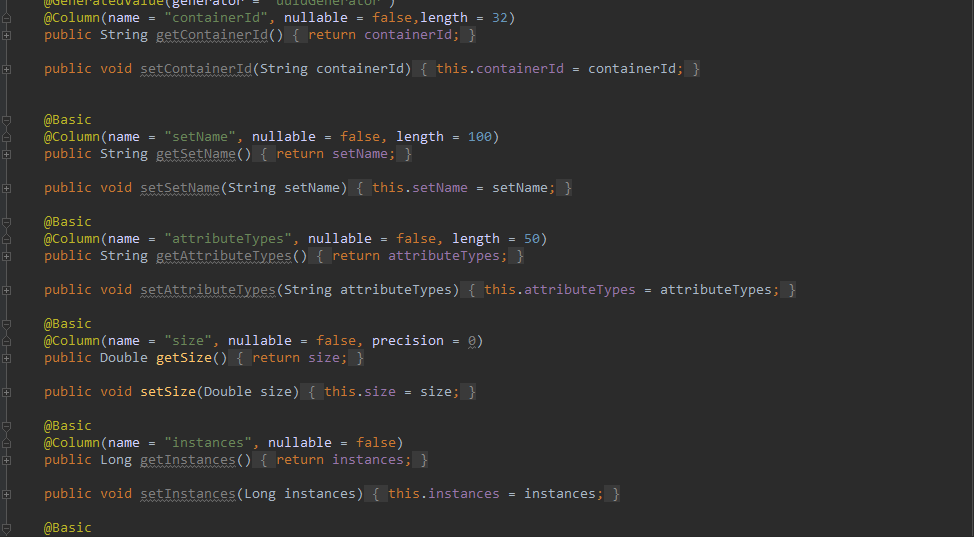 @GeneratedValue(generator = "uuidGenerator")
@Column(name = "containerId", nullable = false,length = 32)
public String getContainerId() { return containerId; }
public void setContainerId(String containerId) { this.containerId = containerId; }
@Basic
@Column(name = "setName", nullable = false, length = 100)
public String getSetName() { return setName; }
public void setSetName(String setName) { this.setName = setName; }
@Basic
@Column(name = "attributeTypes", nullable = false, length = 50)
public String getAttributeTypes() { return attributeTypes; }
public void setAttributeTypes(String attributeTypes) { this.attributeTypes = attributeTypes; }
@Basic
@Column(name = "size", nullable = false, precision = 0)
public Double getSize() { return size; }
public void setSize(Double size) { this.size = size; }
@Basic
@Column(name = "instances", nullable = false)
public Long getInstances() { return instances; }
public void setInstances(Long instances) { this.instances = instances; }
@Basic